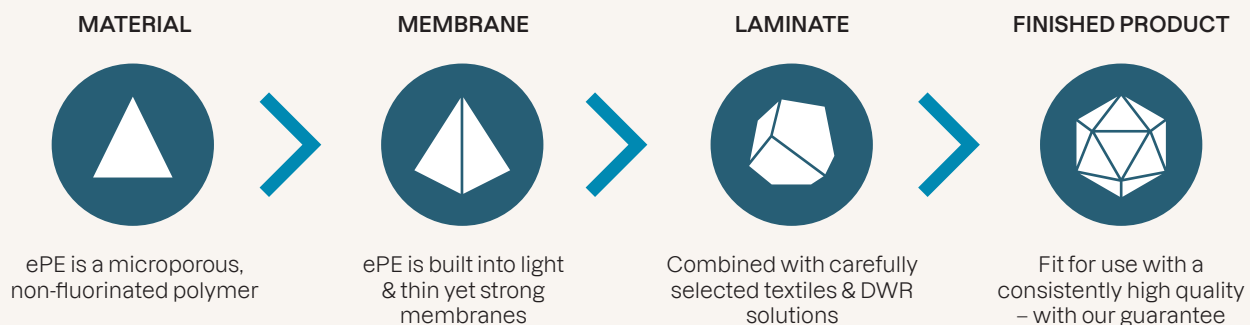 MATERIAL
MEMBRANE
LAMINATE
FINISHED PRODUCT
ePE is a microporous,
non-fluorinated polymer
ePE is built into light
& thin yet strong
membranes
Combined with carefully
selected textiles & DWR
solutions
Fit for use with a
consistently high quality
– with our guarantee